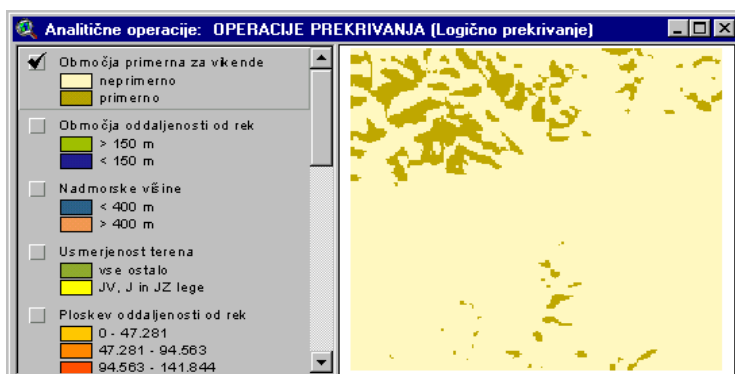 Analitične operacije: OPERACIJE PREKRIVANJA (Logično prekrivanje)
Območja primerna za vikende
neprimerno
primerno
Območja oddaljenosti od rek
> 150 m
< 150 m
Nadmorske višine
< 400 m
> 400 m
Usmerjenost terena
vse ostalo
JV, J in JZ lege
Ploskev oddaljenosti od rek
0 - 47.281
47.281 - 94.563
94.563 - 141.844